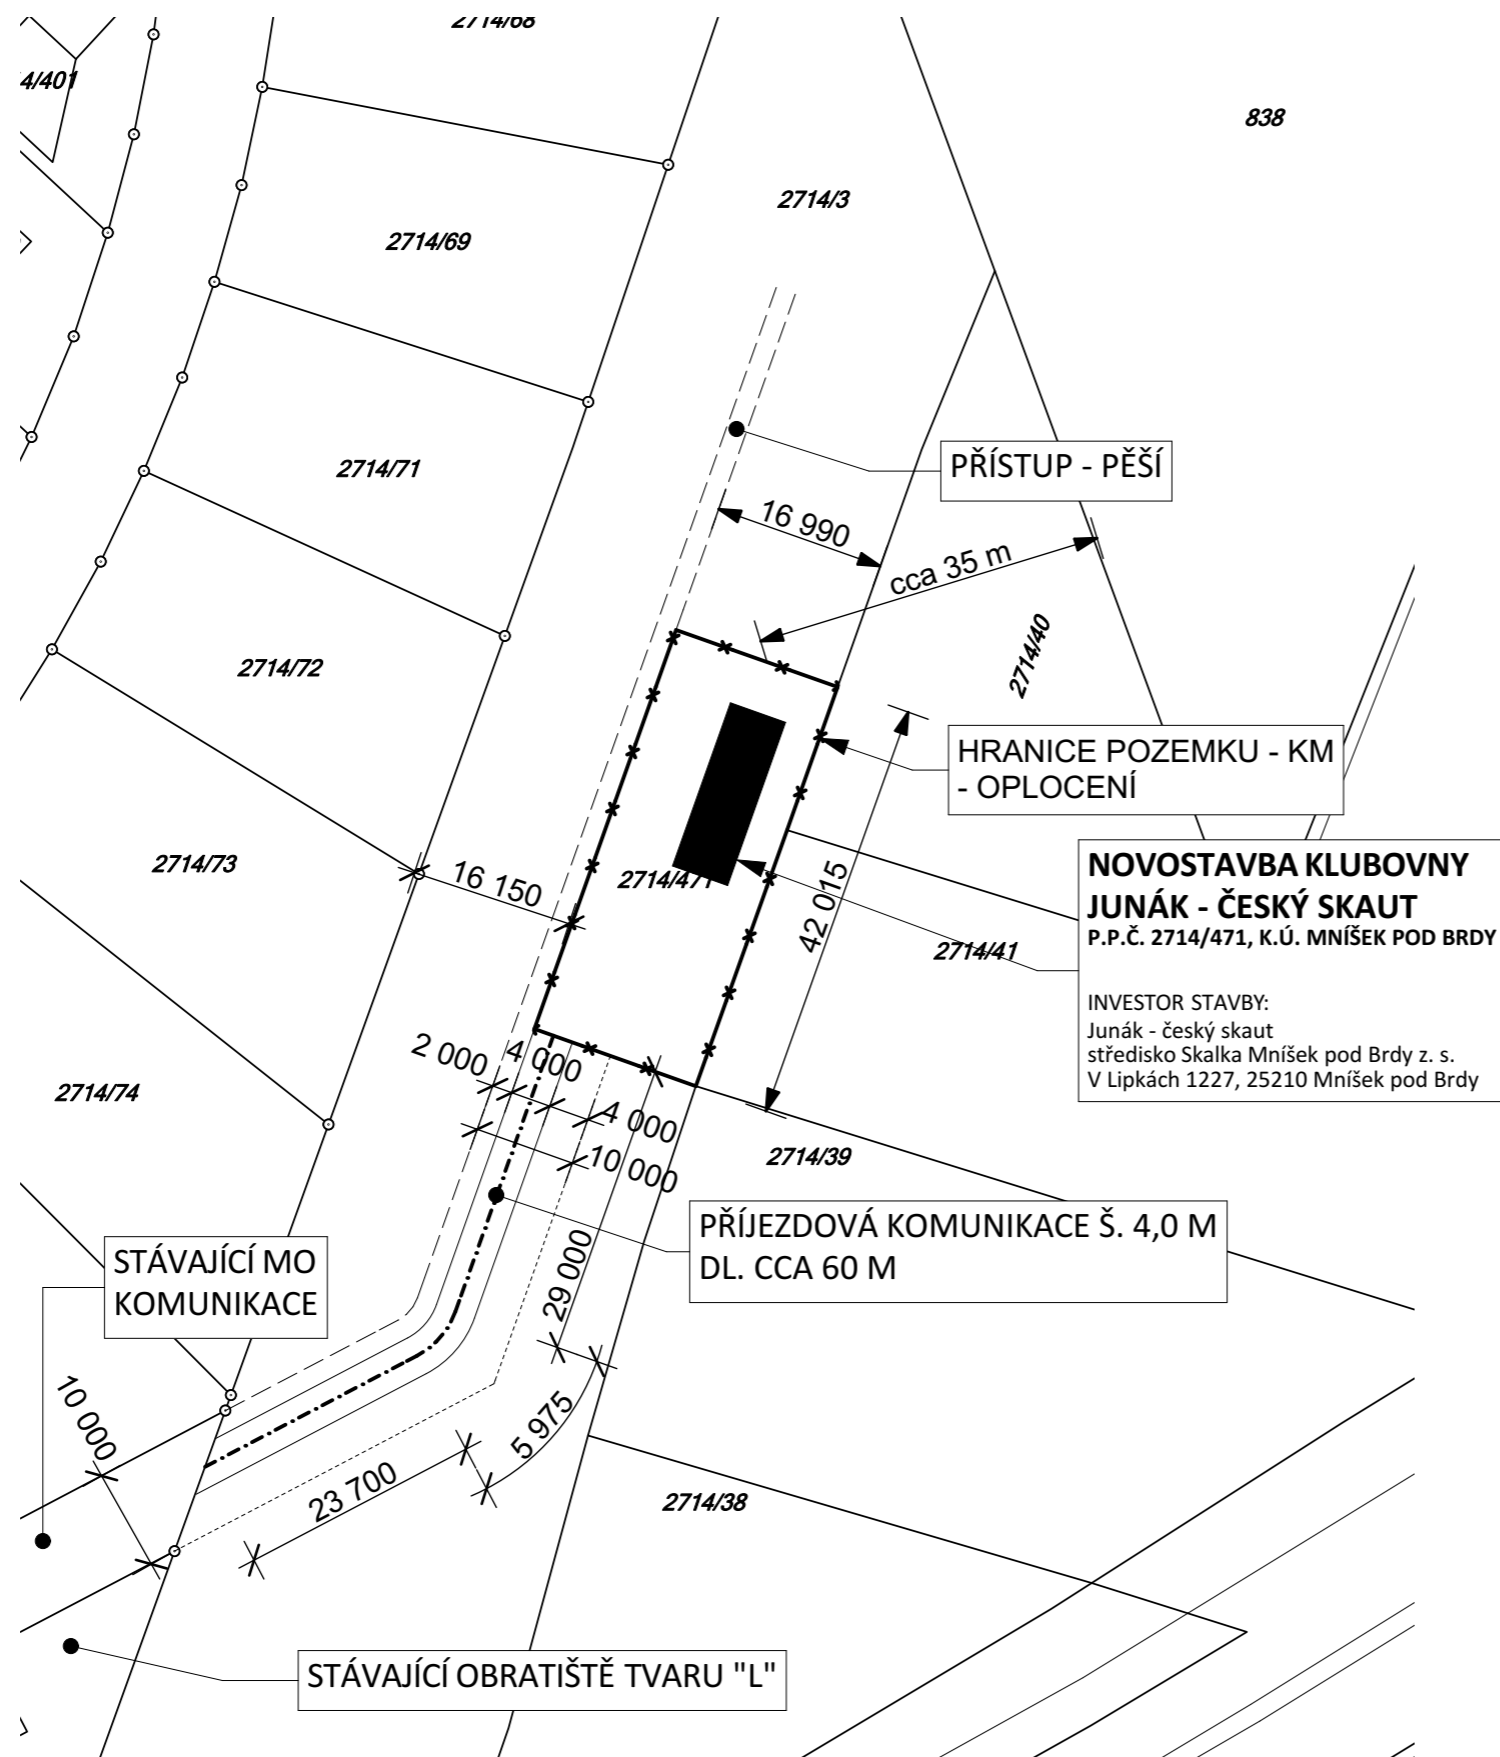 2714/68
4/401
838
2714/3
2714/69
2714/71
PŘÍSTUP - PĚŠÍ
16 990
cca 35 m
2714/40
2714/72
HRANICE POZEMKU - KM
- OPLOCENÍ
2714/73
16 150
2714/471
42 015
2714/41
NOVOSTAVBA KLUBOVNY
JUNÁK - ČESKÝ SKAUT
P.P.Č. 2714/471, K.Ú. MNÍŠEK POD BRDY
INVESTOR STAVBY:
Junák - český skaut
středisko Skalka Mníšek pod Brdy z. s.
V Lipkách 1227, 25210 Mníšek pod Brdy
2 000
4 000
4 000
10 000
2714/74
2714/39
PŘÍJEZDOVÁ KOMUNIKACE Š. 4,0 M
DL. CCA 60 M
STÁVAJÍCÍ MO
KOMUNIKACE
29 000
10 000
5 975
23 700
2714/38
STÁVAJÍCÍ OBRATIŠTĚ TVARU "L"